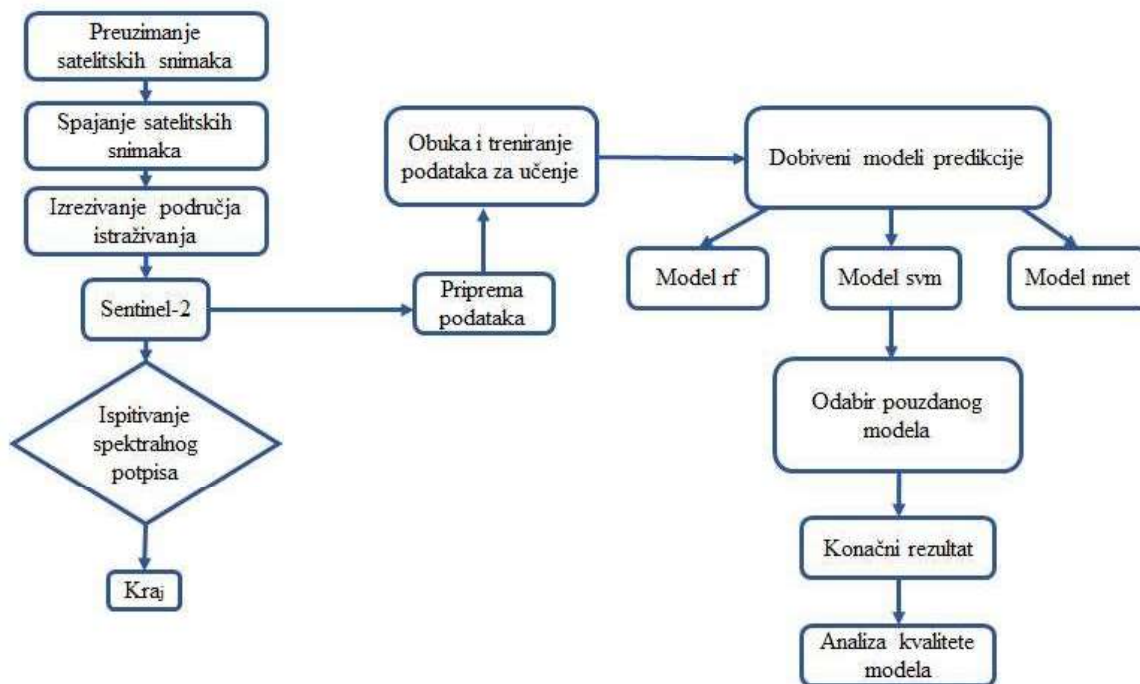 Preuzimanje
satelitskih snimaka
Spajanje satelitskih
snimaka
Izrezivanje područja
istraživanja
Sentinel-2
Ispitivanje
spektralnog
potpisa
Kraj
Priprema
podataka
Obuka i treniranje
podataka za učenje
Dobiveni modeli predikcije
Model rf
Model svm
Model nnet
Odabir pouzdanog
modela
Konačni rezultat
Analiza kvalitete
modela